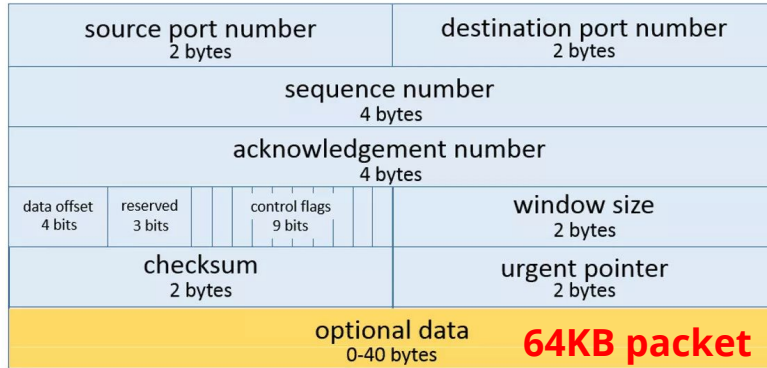 source port number
2 bytes
destination port number
2 bytes
sequence number
4 bytes
acknowledgement number
4 bytes
data offset
4 bits
reserved
3 bits
control flags
9 bits
window size
2 bytes
checksum
2 bytes
urgent pointer
2 bytes
optional data
0-40 bytes
64KB packet